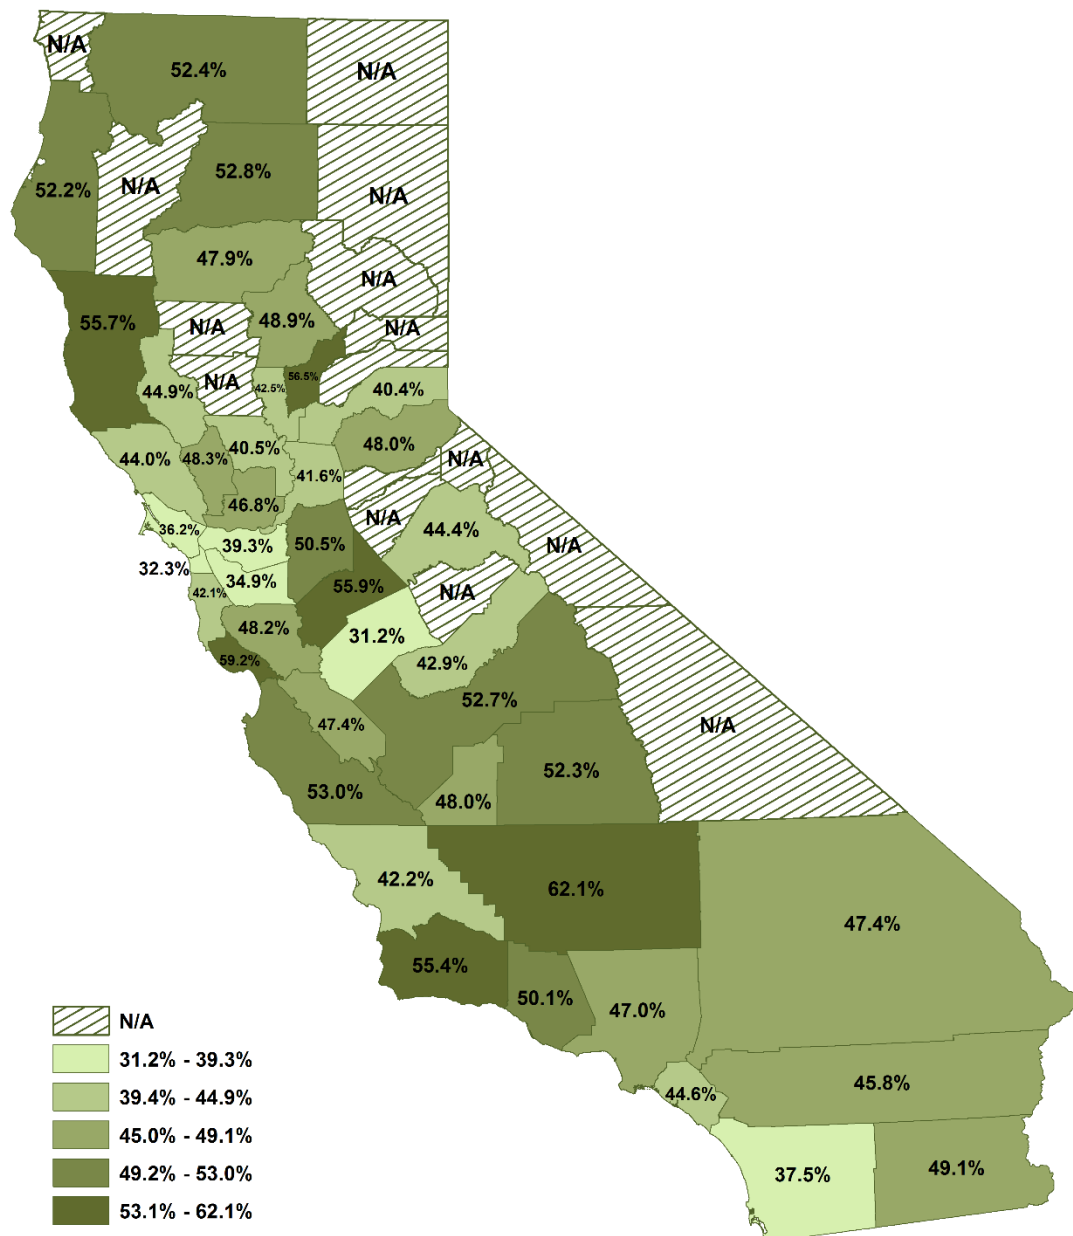 N/A
52.4%
N/A
52.2%
N/A
52.8%
N/A
47.9%
N/A
55.7%
N/A
48.9%
N/A
44.9%
N/A
42.5%
56.5%
40.4%
44.0%
48.3%
40.5%
48.0%
N/A
41.6%
46.8%
36.2%
39.3%
50.5%
N/A
44.4%
N/A
32.3%
34.9%
55.9%
42.1%
N/A
48.2%
31.2%
59.2%
42.9%
52.7%
47.4%
N/A
53.0%
48.0%
52.3%
42.2%
62.1%
47.4%
55.4%
50.1%
47.0%
44.6%
45.8%
37.5%
49.1%
N/A
31.2% - 39.3%
39.4% - 44.9%
45.0% - 49.1%
49.2% - 53.0%
53.1% - 62.1%